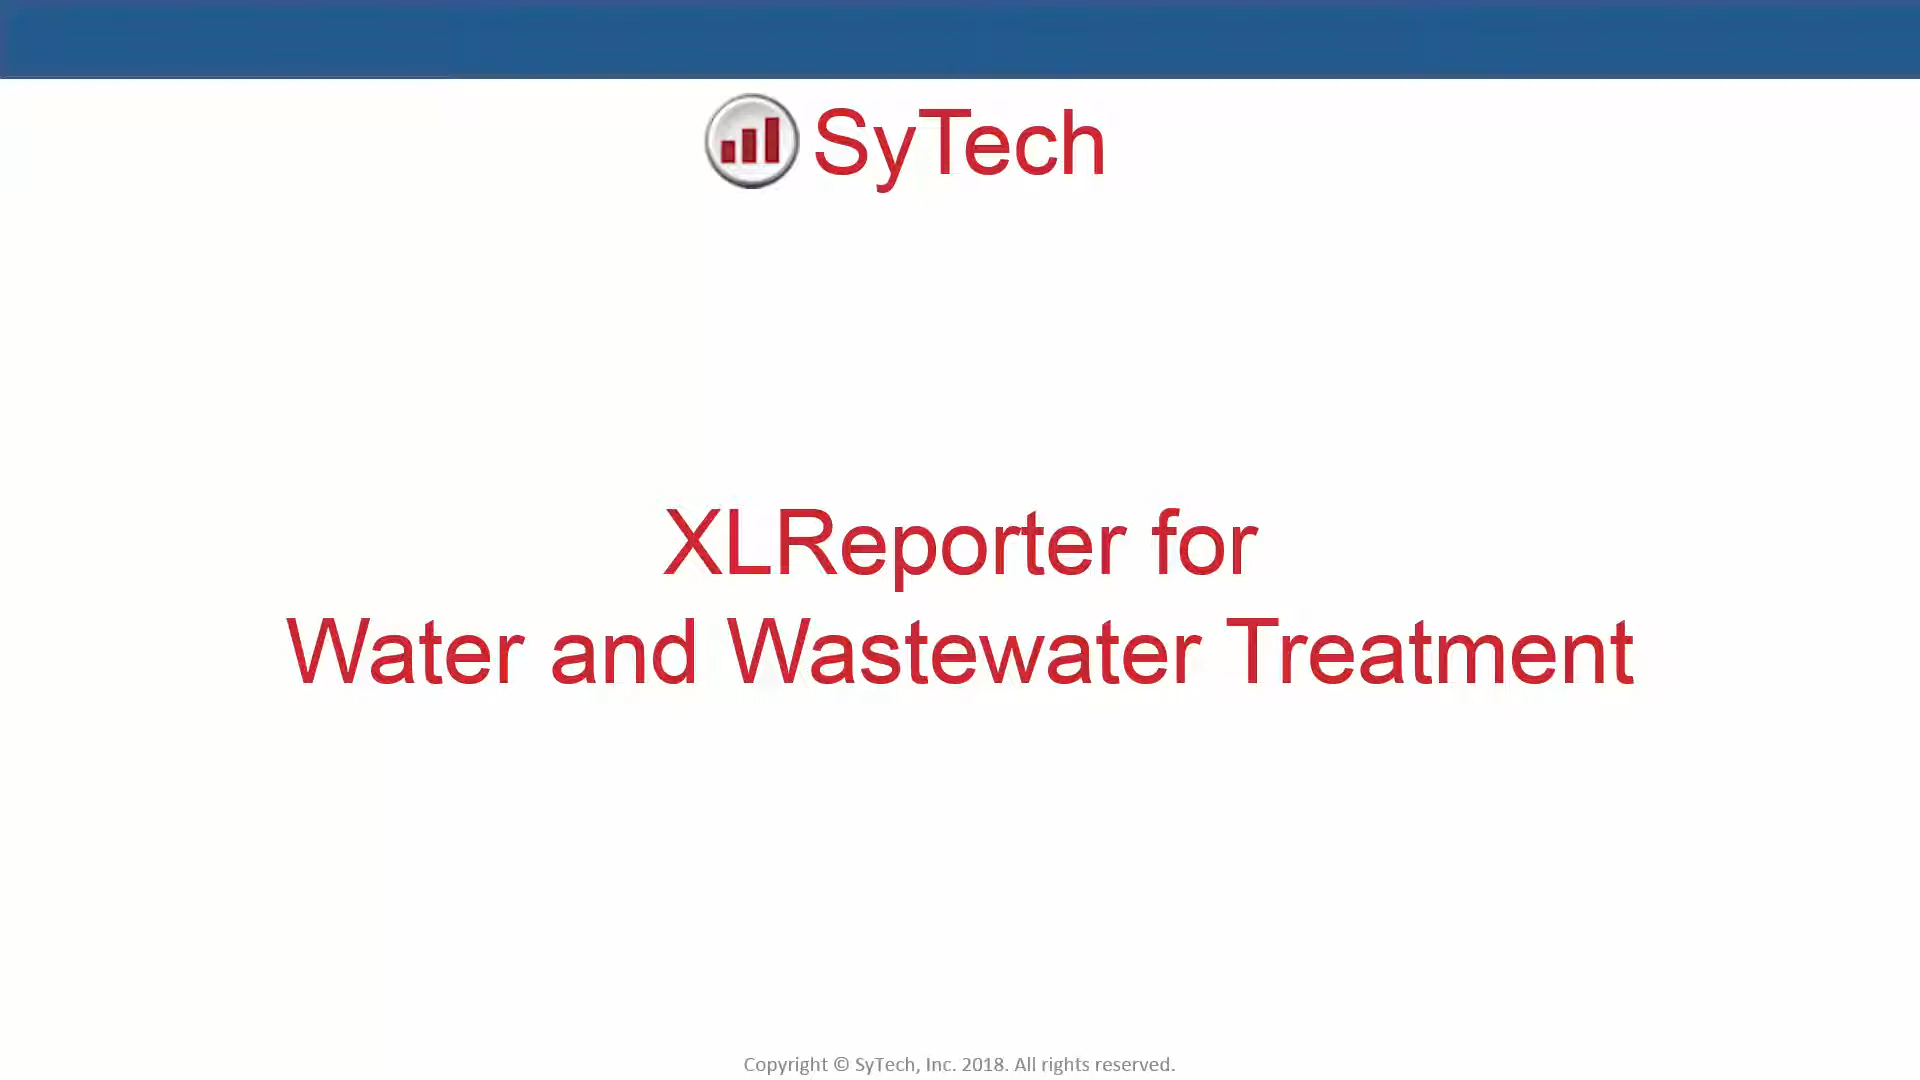 SyTech
XLReporter for
Water and Wastewater Treatment
Copyright © SyTech, Inc. 2018. All rights reserved.